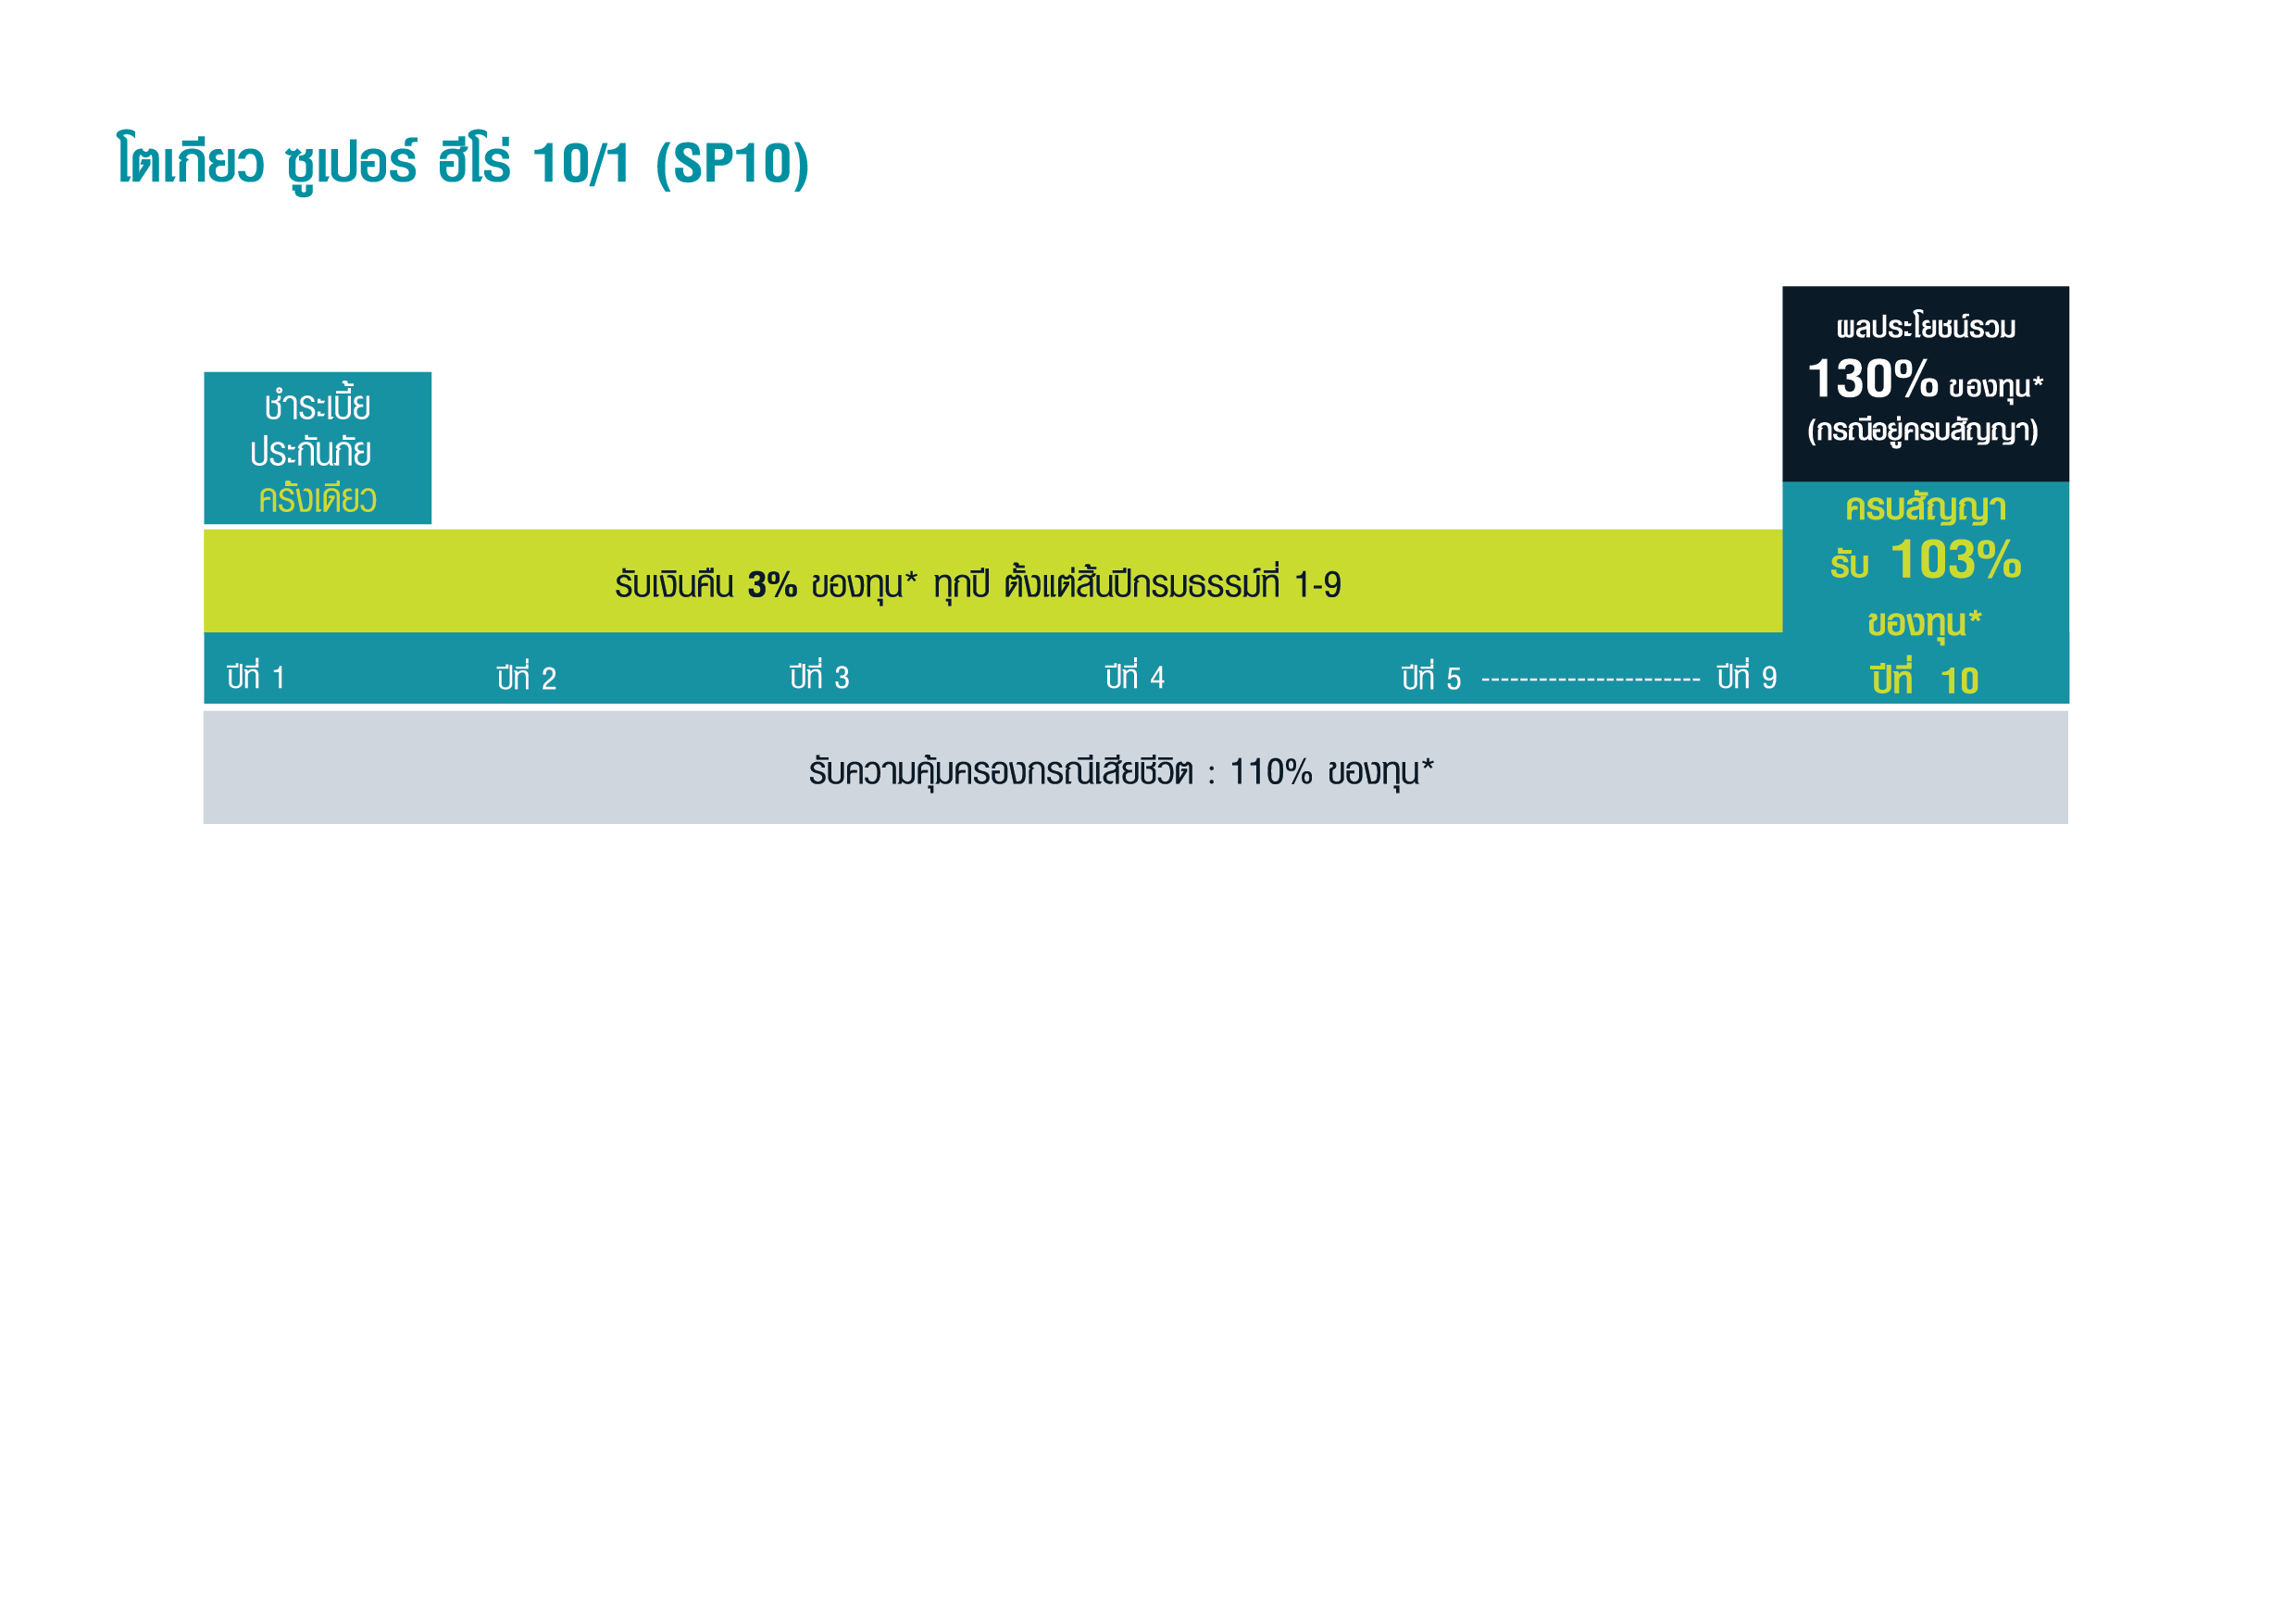 โตเกียว ซูเปอร์ ฮีโร่ 10/1 (SP10)
ชำระเบี้ย
ประกันภัย
ครั้งเดียว
ผลประโยชน์รวม
130% ของทุน*
(กรณีอยู่ครบสัญญา)
ครบสัญญา
รับ 103%
ของทุน*
รับเงินคืน 3% ของทุน* ทุกปี ตั้งแต่สิ้นปีกรมธรรม์ที่ 1-9
ปีที่ 1 ปีที่ 2 ปีที่ 3 ปีที่ 4 ปีที่ 5 ----------------------- ปีที่ 9 ปีที่ 10
รับความคุ้มครองกรณีเสียชีวิต : 110% ของทุน*